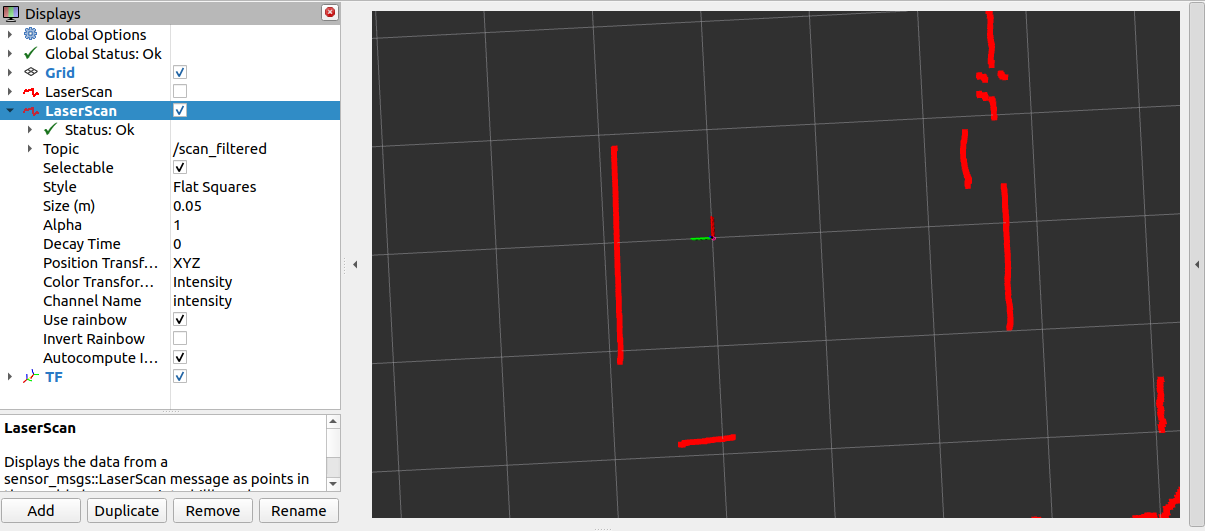 Displays
Global Options
Global Status: Ok
Grid
LaserScan
LaserScan
Status: Ok
Topic /scan_filtered
Selectable
Style Flat Squares
Size (m) 0.05
Alpha 1
Decay Time 0
Position Transf... XYZ
Color Transfor... Intensity
Channel Name intensity
Use rainbow
Invert Rainbow
Autocompute I...
TF
LaserScan
Displays the data from a
sensor_msgs::LaserScan message as points in
Add Duplicate Remove Rename